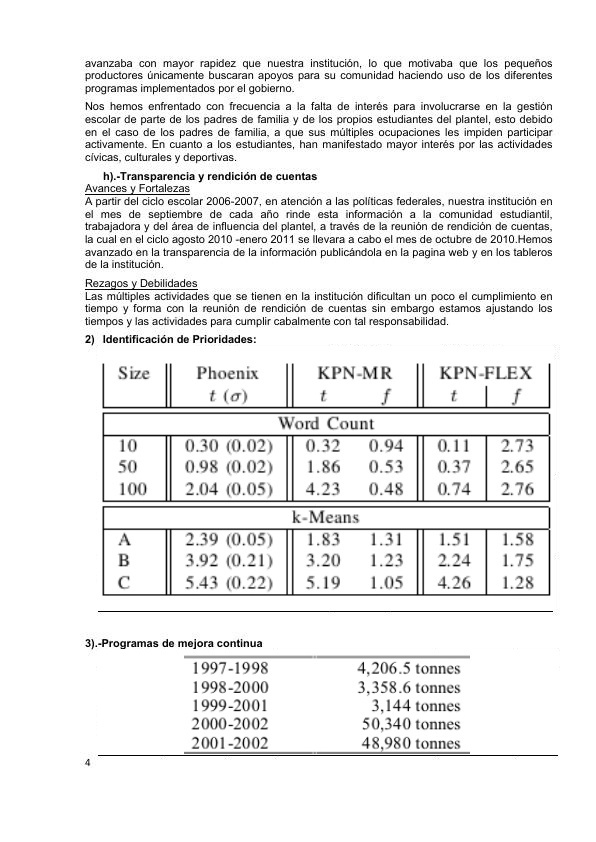 avanzaba con mayor rapidez que nuestra institución, lo que motivaba que los pequeños
productores únicamente buscaran apoyos para su comunidad haciendo uso de los diferentes
programas implementados por el gobierno.
Nos hemos enfrentado con frecuencia a la falta de interés para involucrarse en la gestión
escolar de parte de los padres de familia y de los propios estudiantes del plantel, esto debido
en el caso de los padres de familia, a que sus múltiples ocupaciones les impiden participar
activamente. En cuanto a los estudiantes, han manifestado mayor interés por las actividades
cívicas, culturales y deportivas.
h).-Transparencia y rendición de cuentas
Avances y Fortalezas
A partir del ciclo escolar 2006-2007, en atención a las políticas federales, nuestra institución en
el mes de septiembre de cada año rinde esta información a la comunidad estudiantil,
trabajadora y del área de influencia del plantel, a través de la reunión de rendición de cuentas,
la cual en el ciclo agosto 2010 -enero 2011 se llevara a cabo el mes de octubre de 2010.Hemos
avanzado en la transparencia de la información publicándola en la pagina web y en los tableros
de la institución.
Rezagos y Debilidades
Las múltiples actividades que se tienen en la institución dificultan un poco el cumplimiento en
tiempo y forma con la reunión de rendición de cuentas sin embargo estamos ajustando los
tiempos y las actividades para cumplir cabalmente con tal responsabilidad.
2) Identificación de Prioridades:
Size Phoenix KPN-MR KPN-FLEX
t (σ) t f t f
Word Count
10 0.30 (0.02) 0.32 0.94 0.11 2.73
50 0.98 (0.02) 1.86 0.53 0.37 2.65
100 2.04 (0.05) 4.23 0.48 0.74 2.76
k-Means
A 2.39 (0.05) 1.83 1.31 1.51 1.58
B 3.92 (0.21) 3.20 1.23 2.24 1.75
C 5.43 (0.22) 5.19 1.05 4.26 1.28
3).-Programas de mejora continua
1997-1998 4,206.5 tonnes
1998-2000 3,358.6 tonnes
1999-2001 3,144 tonnes
2000-2002 50,340 tonnes
2001-2002 48,980 tonnes
4